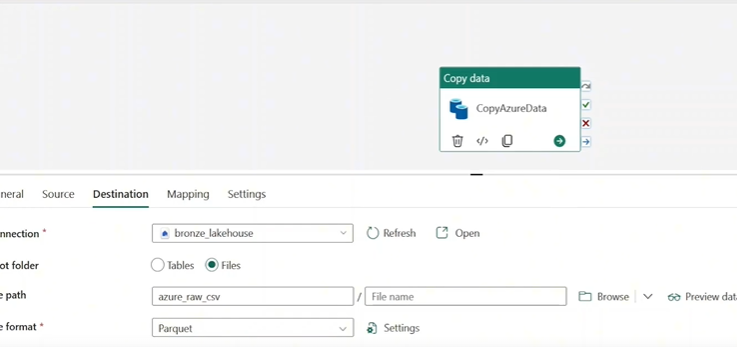 Copy data
CopyAzureData
neral Source Destination Mapping Settings
nnection * bronze_lakehouse Refresh Open
ot folder Tables Files
e path azure_raw_csv / File name Browse Preview data
e format * Parquet Settings